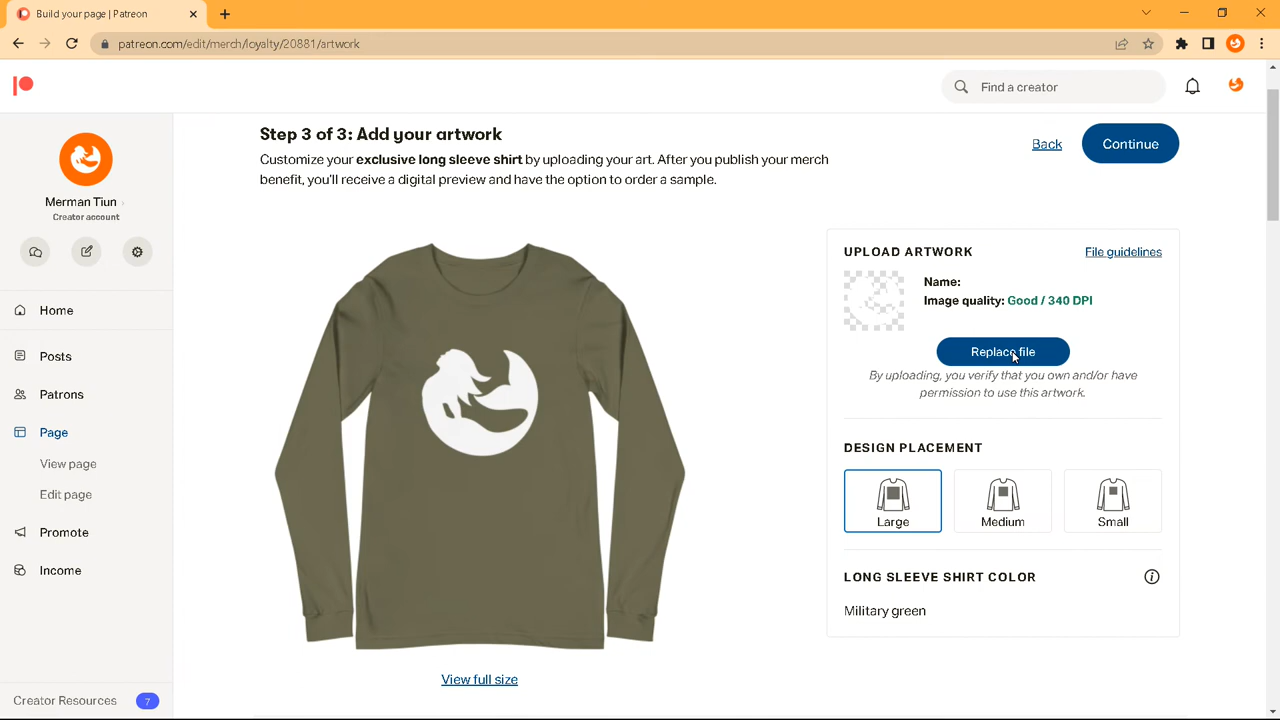 Build your page | Patreon
patreon.com/edit/merch/loyalty/20881/artwork
Find a creator
Merman Tiun
Creator account
Home
Posts
Patrons
Page
View page
Edit page
Promote
Income
Creator Resources
7
Step 3 of 3: Add your artwork
Back
Continue
Customize your exclusive long sleeve shirt by uploading your art. After you publish your merch
benefit, you'll receive a digital preview and have the option to order a sample.
View full size
UPLOAD ARTWORK
File guidelines
Name:
Image quality: Good / 340 DPI
Replace file
By uploading, you verify that you own and/or have
permission to use this artwork.
DESIGN PLACEMENT
Large
Medium
Small
LONG SLEEVE SHIRT COLOR
Military green